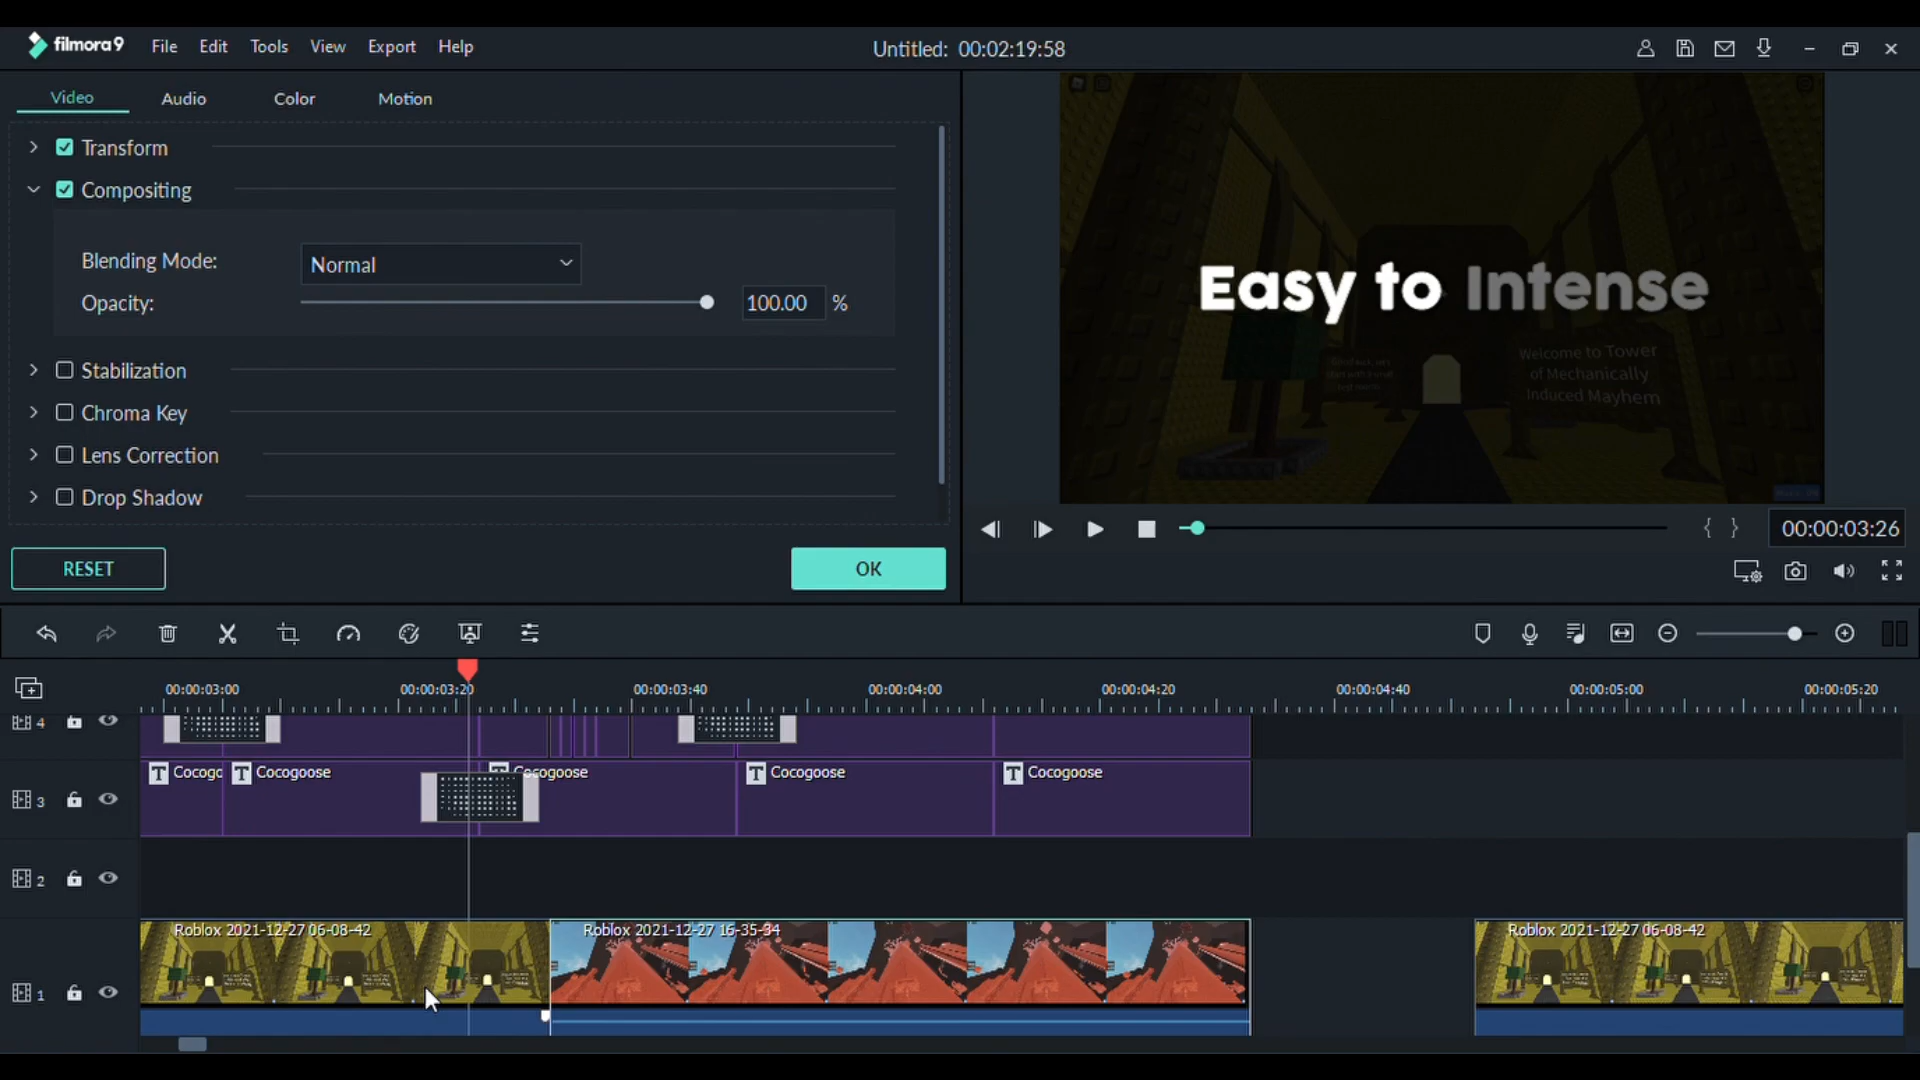 filmora9 File Edit Tools View Export Help Untitled: 00:02:19:58
Video Audio Color Motion
Transform
Compositing
Blending Mode: Normal
Opacity: 100.00 %
Stabilization
Chroma Key
Lens Correction
Drop Shadow
RESET OK
Easy to Intense
Welcome to Tower
of Mechanically
Induced Mayhem
{ } 00:00:03:26
00:00:03:00 00:00:03:20 00:00:03:40 00:00:04:00 00:00:04:20 00:00:04:40 00:00:05:00 00:00:05:20
4
3 T Cocogo T Cocogoose T Cocogoose T Cocogoose T Cocogoose
2
Roblox 2021-12-27 06-08-42 Roblox 2021-12-27 16-35-34 Roblox 2021-12-27 06-08-42
1